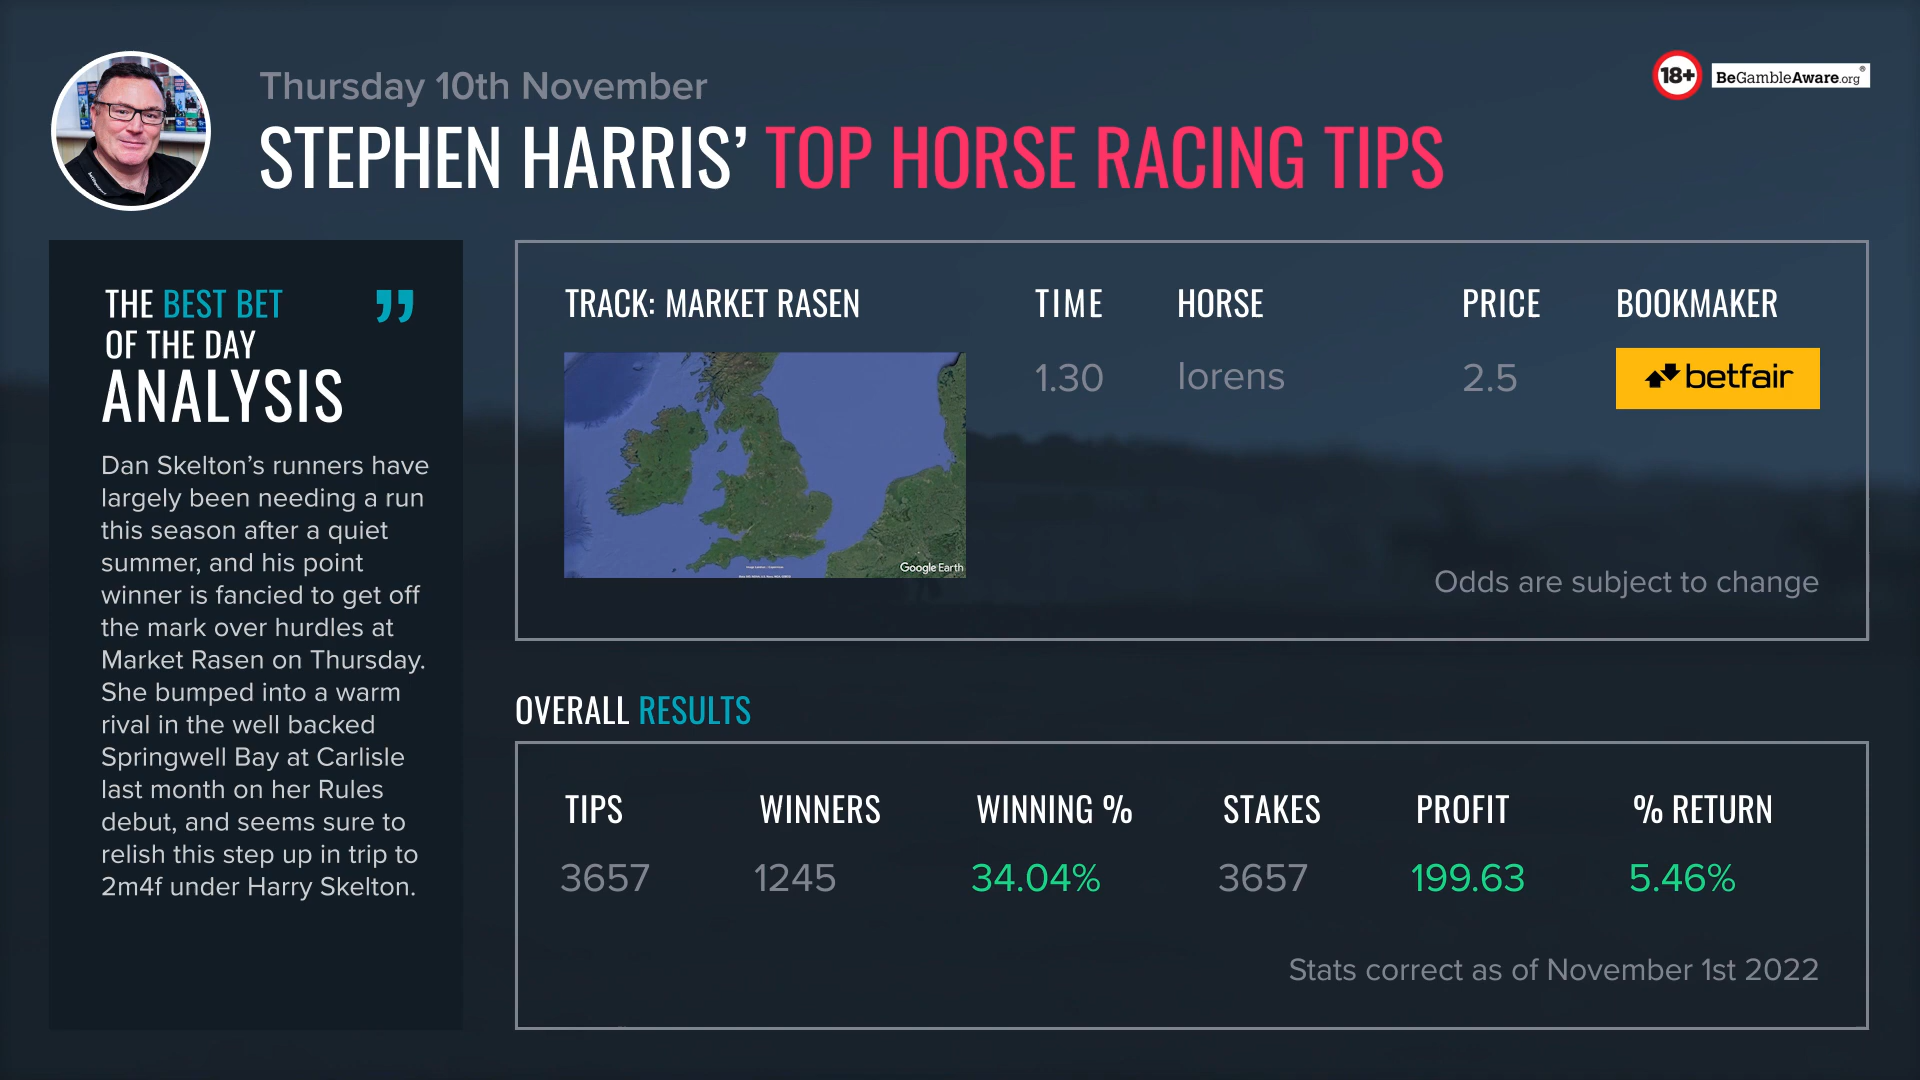 Thursday 10th November
STEPHEN HARRIS’ TOP HORSE RACING TIPS
18+
BeGambleAware.org®
THE BEST BET
OF THE DAY
ANALYSIS
”
Dan Skelton’s runners have
largely been needing a run
this season after a quiet
summer, and his point
winner is fancied to get off
the mark over hurdles at
Market Rasen on Thursday.
She bumped into a warm
rival in the well backed
Springwell Bay at Carlisle
last month on her Rules
debut, and seems sure to
relish this step up in trip to
2m4f under Harry Skelton.
TRACK: MARKET RASEN
TIME HORSE PRICE BOOKMAKER
1.30 lorens 2.5 betfair
Google Earth
Odds are subject to change
OVERALL RESULTS
TIPS WINNERS WINNING % STAKES PROFIT % RETURN
3657 1245 34.04% 3657 199.63 5.46%
Stats correct as of November 1st 2022